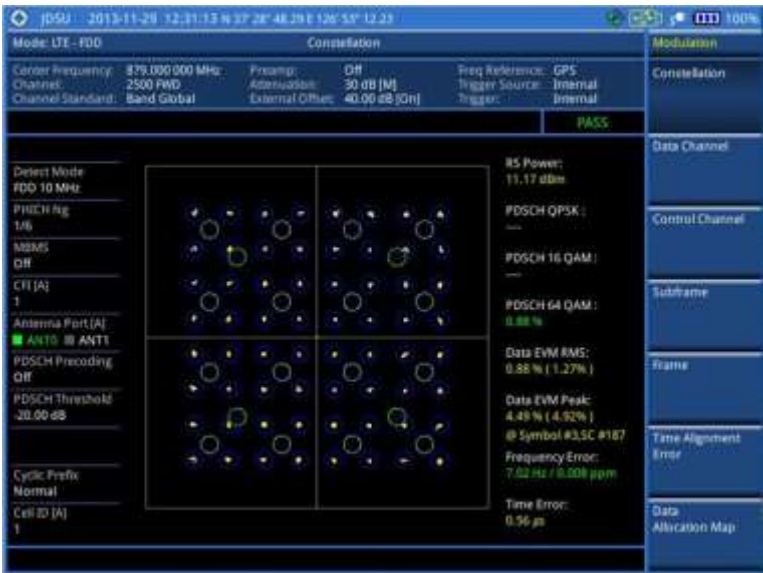 JDSU 2013-11-29 12:31:13 N 37° 28' 48.29 E 126° 53' 12.23 100%
Mode: LTE - FDD Constellation Modulation
Center Frequency: 879.000 000 MHz Preamp: Off Freq Reference: GPS
Channel: 2500 FWD Attenuation: 30 dB [M] Trigger Source: Internal
Channel Standard: Band Global External Offset: 40.00 dB [On] Trigger: Internal
PASS
Detect Mode
FDD 10 MHz
PHICH Ng
1/6
MBMS
Off
CFI [A]
1
Antenna Port [A]
ANT0 ANT1
PDSCH Precoding
Off
PDSCH Threshold
-20.00 dB
Cyclic Prefix
Normal
Cell ID [A]
1
RS Power:
11.17 dBm
PDSCH QPSK :
---
PDSCH 16 QAM :
---
PDSCH 64 QAM :
0.88 %
Data EVM RMS:
0.88 % ( 1.27% )
Data EVM Peak:
4.49 % ( 4.92% )
@ Symbol #3,SC #187
Frequency Error:
7.02 Hz / 0.008 ppm
Time Error:
0.56 µs
Constellation
Data Channel
Control Channel
Subframe
Frame
Time Alignment
Error
Data
Allocation Map